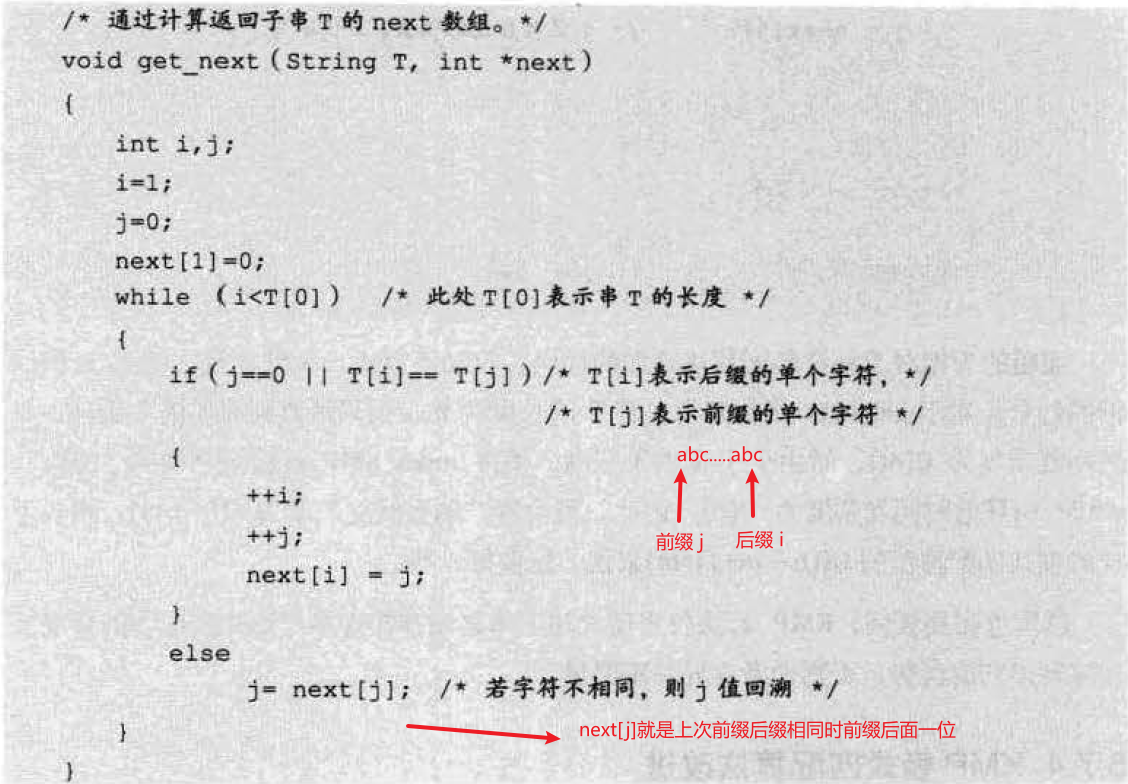 /* 通过计算返回子串 T 的 next 数组。*/
void get_next(String T, int *next)
{
int i,j;
i=1;
j=0;
next[1]=0;
while (i<T[0]) /* 此处 T[0]表示串 T 的长度 */
{
if(j==0 || T[i]== T[j])/* T[i]表示后缀的单个字符，*/
/* T[j]表示前缀的单个字符 */
{
abc.....abc
++i;
++j;
前缀 j 后缀 i
next[i] = j;
}
else
j= next[j]; /* 若字符不相同，则 j 值回溯 */
}
next[j]就是上次前缀后缀相同时前缀后面一位
}